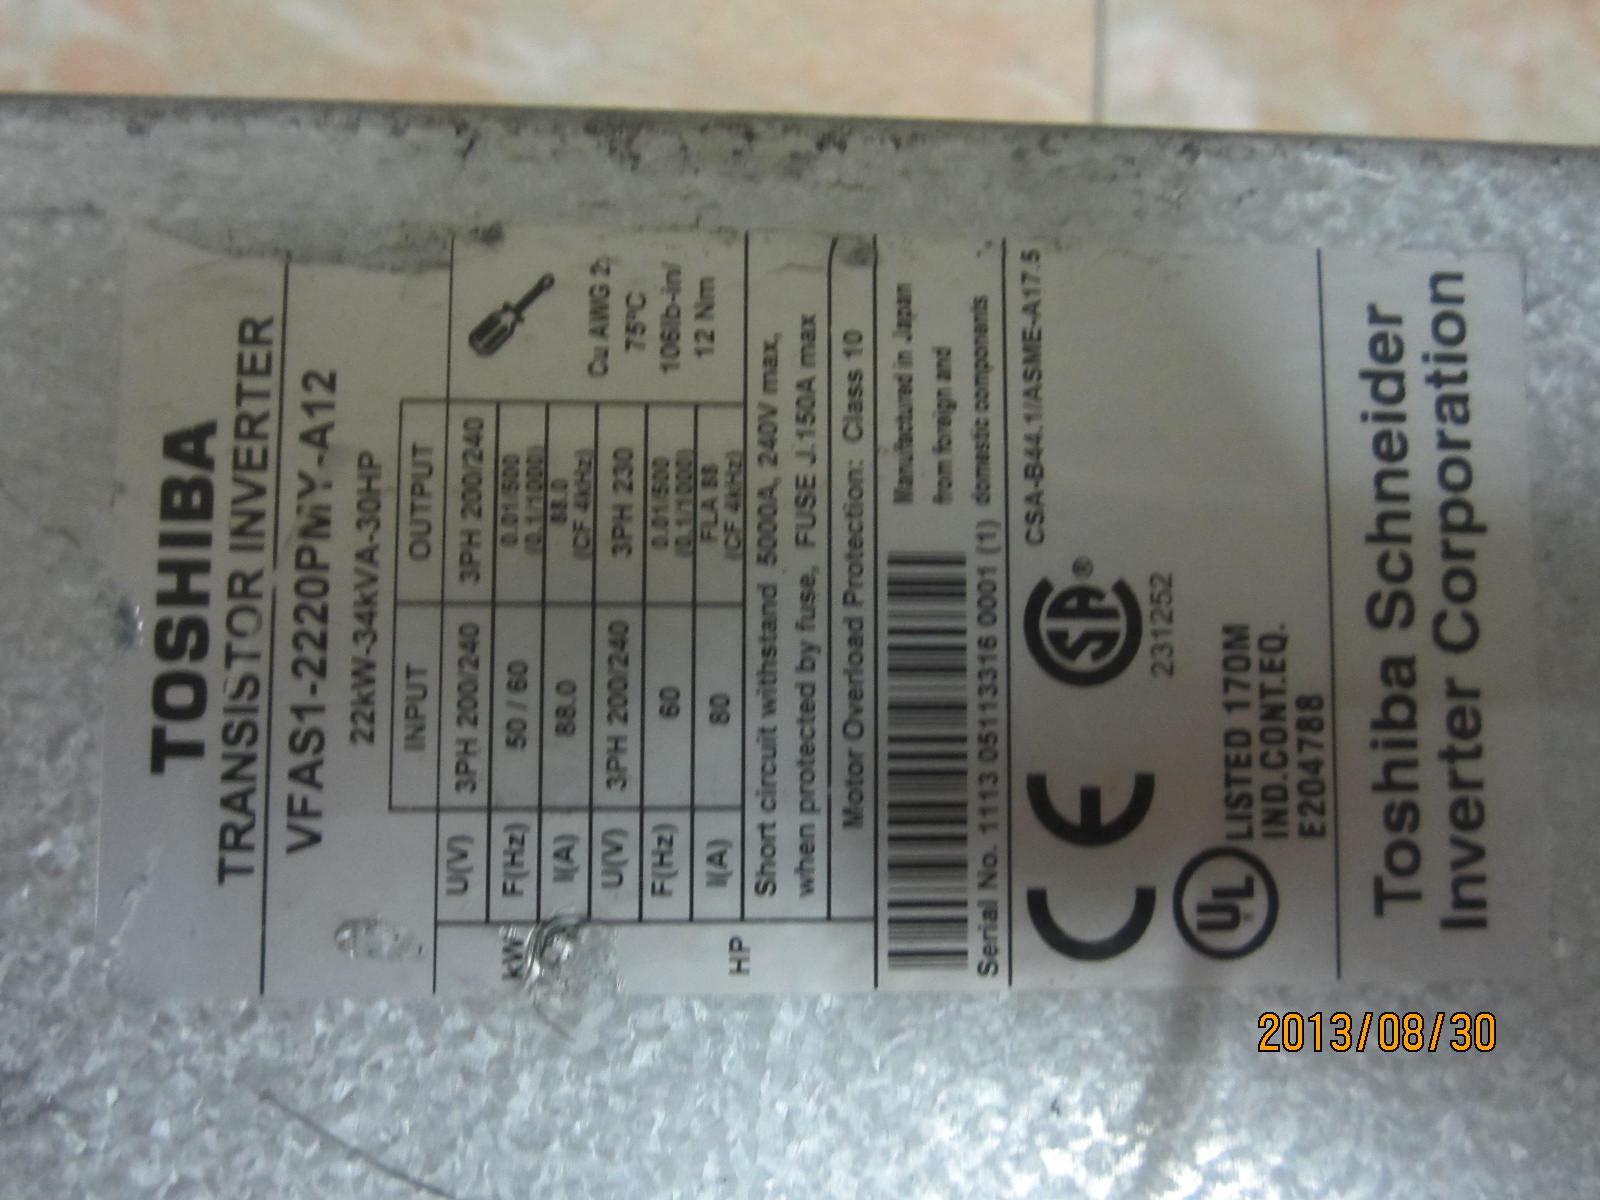 TOSHIBA
TRANSISTOR INVERTER
VFAS1-2220PMY-A12
22kW-34kVA-30HP
INPUT OUTPUT
kW U(V) 3PH 200/240 3PH 200/240
F(Hz) 50 / 60 0.01/500 (0.1/1000)
I(A) 88.0 88.0 (CF 4kHz)
HP U(V) 3PH 200/240 3PH 230
F(Hz) 60 0.01/500 (0.1/1000)
I(A) 80 FLA 88 (CF 4kHz)
Cu AWG
75°C
106lb-in/
12 Nm
Short circuit withstand 5000A, 240V max,
when protected by fuse, FUSE J.150A max
Motor Overload Protection: Class 10
Manufactured in Japan
from foreign and
domestic components
Serial No. 1113 05113316 0001 (1)
CSA-B44.1/ASME-A17.5
CE
SA®
231252
UL
LISTED 170M
IND.CONT.EQ.
E204788
Toshiba Schneider
Inverter Corporation
2013/08/30